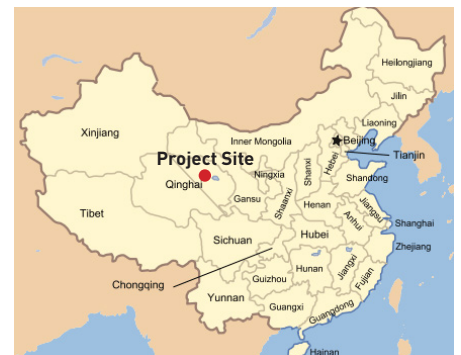 Heilongjiang
Jilin
Liaoning
Xinjiang
Inner Mongolia
Beijing
Hebei
Tianjin
Project Site
Ningxia
Shanxi
Shandong
Qinghai
Gansu
Shaanxi
Henan
Jiangsu
Tibet
Anhui
Shanghai
Sichuan
Hubei
Zhejiang
Chongqing
Hunan
Jiangxi
Guizhou
Fujian
Yunnan
Guangxi
Guangdong
Hainan